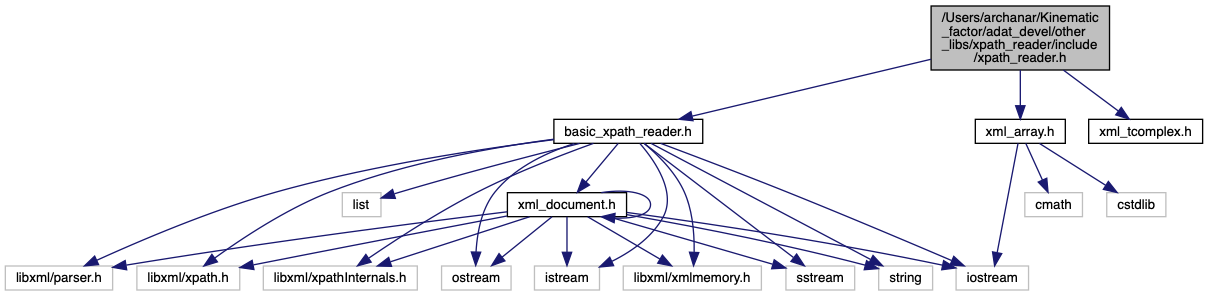 /Users/archanar/Kinematic
_factor/adat_devel/other
_libs/xpath_reader/include
/xpath_reader.h
basic_xpath_reader.h
xml_array.h
xml_tcomplex.h
list
xml_document.h
cmath
cstdlib
libxml/parser.h
libxml/xpath.h
libxml/xpathInternals.h
ostream
istream
libxml/xmlmemory.h
sstream
string
iostream